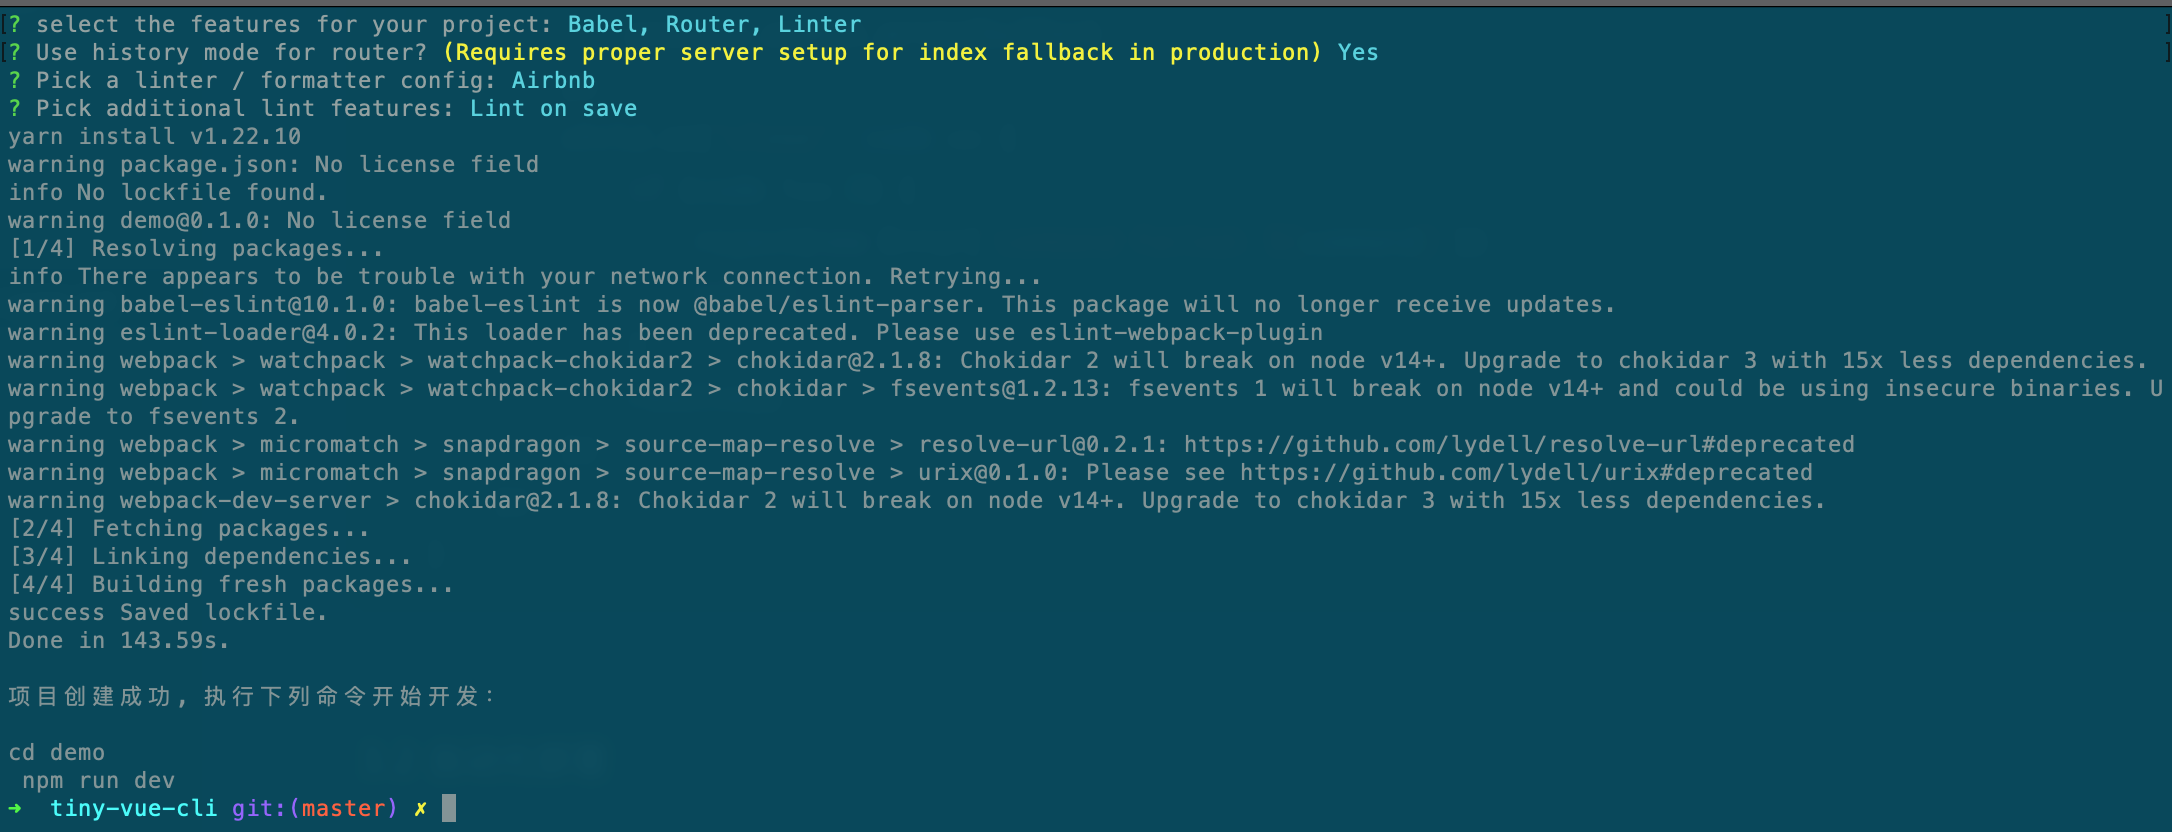 [? select the features for your project: Babel, Router, Linter ]
[? Use history mode for router? (Requires proper server setup for index fallback in production) Yes ]
? Pick a linter / formatter config: Airbnb
? Pick additional lint features: Lint on save
yarn install v1.22.10
warning package.json: No license field
info No lockfile found.
warning demo@0.1.0: No license field
[1/4] Resolving packages...
info There appears to be trouble with your network connection. Retrying...
warning babel-eslint@10.1.0: babel-eslint is now @babel/eslint-parser. This package will no longer receive updates.
warning eslint-loader@4.0.2: This loader has been deprecated. Please use eslint-webpack-plugin
warning webpack > watchpack > watchpack-chokidar2 > chokidar@2.1.8: Chokidar 2 will break on node v14+. Upgrade to chokidar 3 with 15x less dependencies.
warning webpack > watchpack > watchpack-chokidar2 > chokidar > fsevents@1.2.13: fsevents 1 will break on node v14+ and could be using insecure binaries. U
pgrade to fsevents 2.
warning webpack > micromatch > snapdragon > source-map-resolve > resolve-url@0.2.1: https://github.com/lydell/resolve-url#deprecated
warning webpack > micromatch > snapdragon > source-map-resolve > urix@0.1.0: Please see https://github.com/lydell/urix#deprecated
warning webpack-dev-server > chokidar@2.1.8: Chokidar 2 will break on node v14+. Upgrade to chokidar 3 with 15x less dependencies.
[2/4] Fetching packages...
[3/4] Linking dependencies...
[4/4] Building fresh packages...
success Saved lockfile.
Done in 143.59s.
项目创建成功, 执行下列命令开始开发:
cd demo
npm run dev
➜ tiny-vue-cli git:(master) ✗